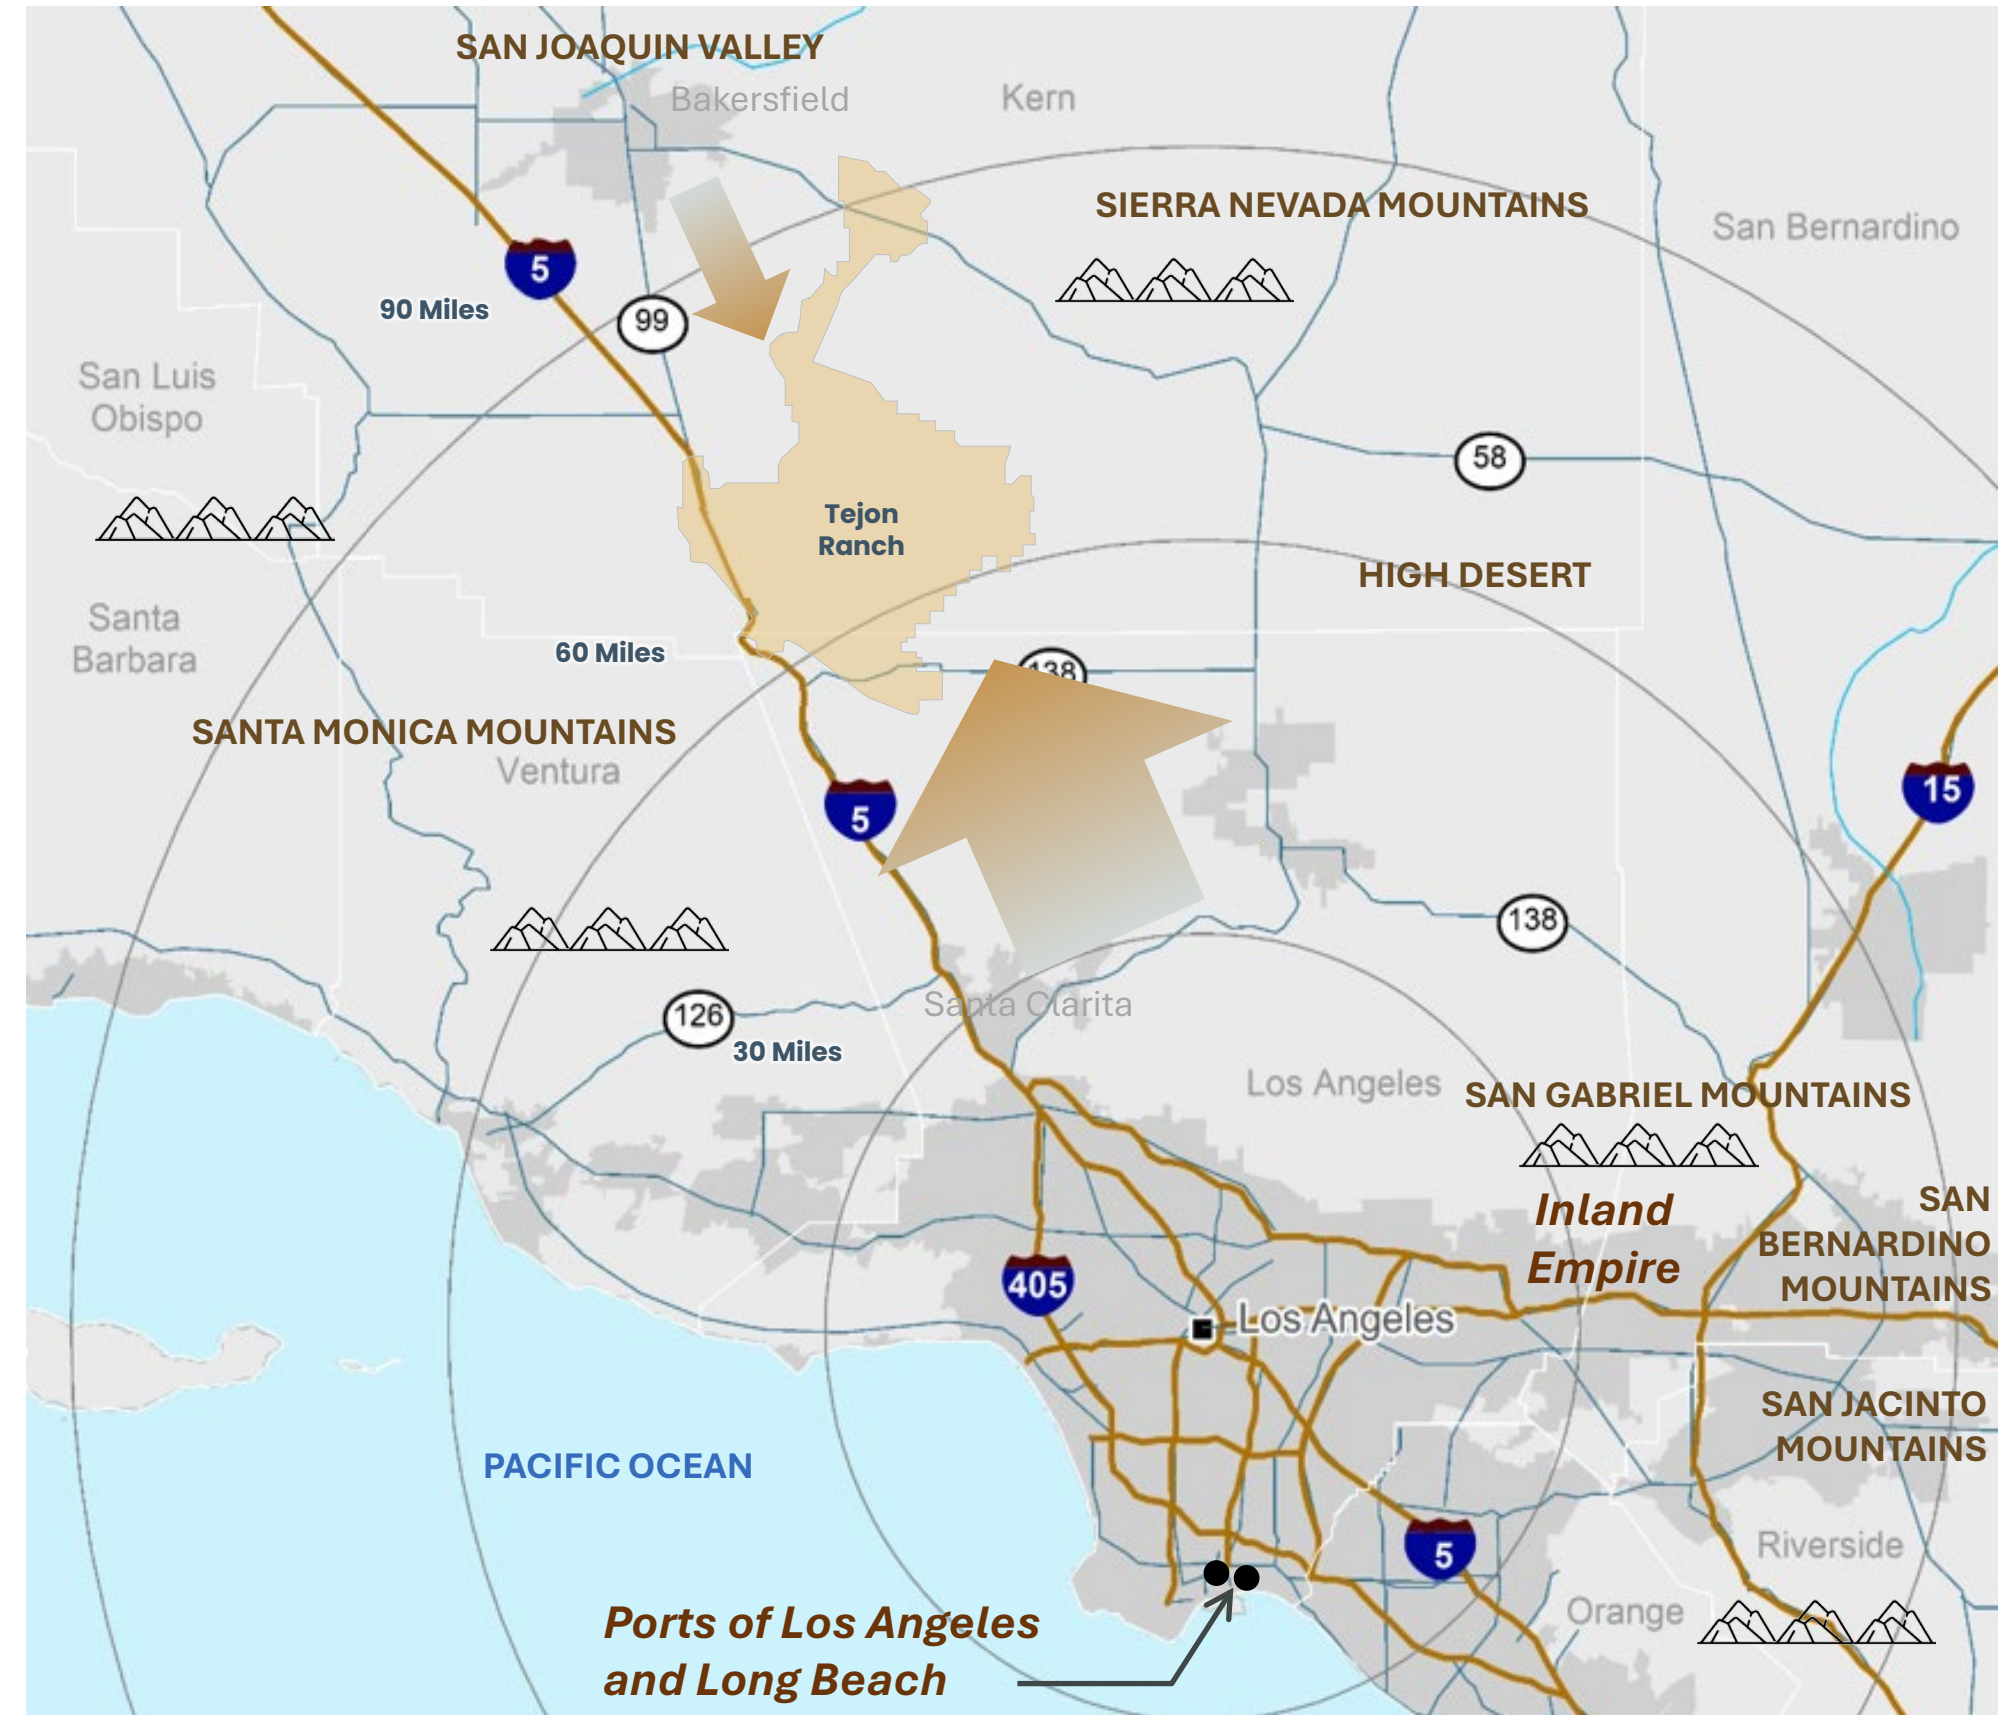 SAN JOAQUIN VALLEY
Bakersfield
Kern
SIERRA NEVADA MOUNTAINS
San Bernardino
5
90 Miles
99
San Luis
Obispo
58
Tejon
Ranch
HIGH DESERT
Santa
Barbara
60 Miles
138
SANTA MONICA MOUNTAINS
Ventura
15
5
138
Santa Clarita
126
30 Miles
Los Angeles
SAN GABRIEL MOUNTAINS
Inland
Empire
SAN
BERNARDINO
MOUNTAINS
405
Los Angeles
SAN JACINTO
MOUNTAINS
PACIFIC OCEAN
Riverside
5
Orange
Ports of Los Angeles
and Long Beach